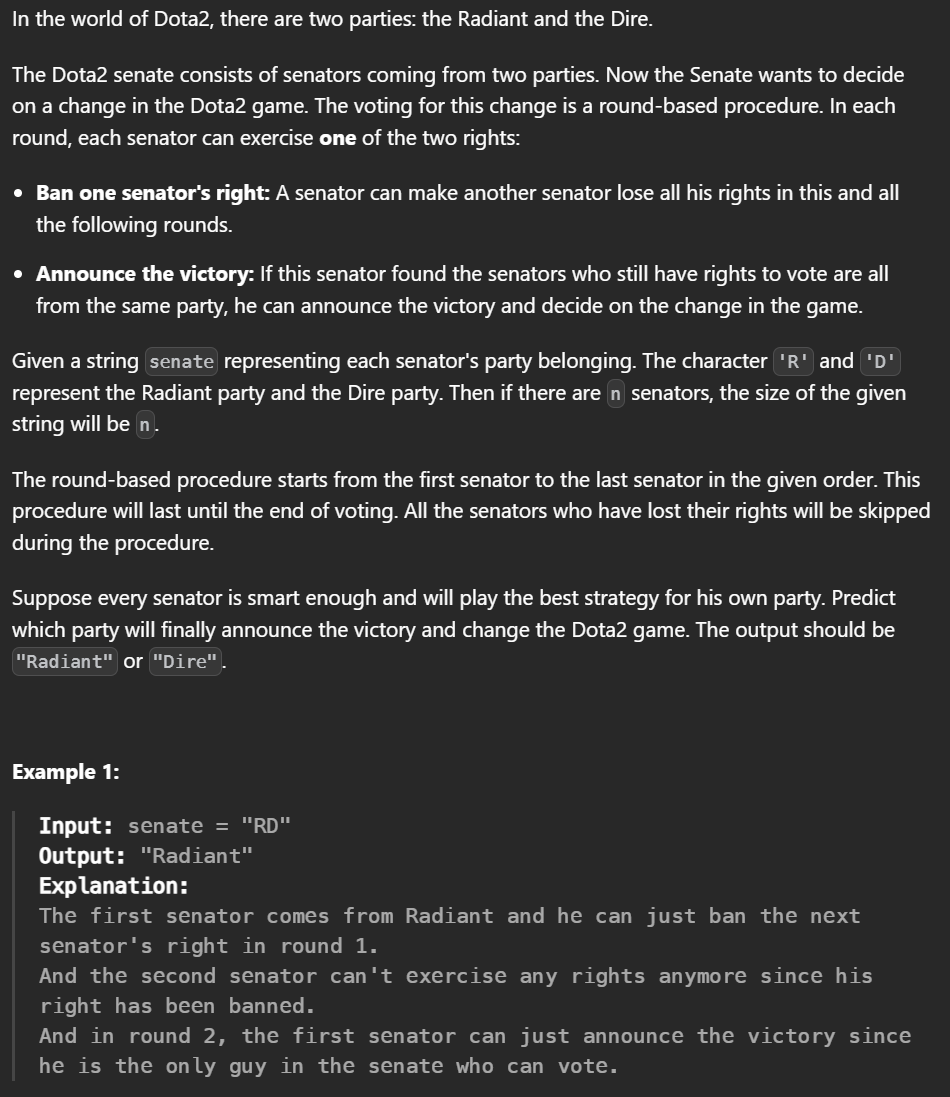 In the world of Dota2, there are two parties: the Radiant and the Dire.
The Dota2 senate consists of senators coming from two parties. Now the Senate wants to decide
on a change in the Dota2 game. The voting for this change is a round-based procedure. In each
round, each senator can exercise one of the two rights:
• Ban one senator's right: A senator can make another senator lose all his rights in this and all
the following rounds.
• Announce the victory: If this senator found the senators who still have rights to vote are all
from the same party, he can announce the victory and decide on the change in the game.
Given a string senate representing each senator's party belonging. The character 'R' and 'D'
represent the Radiant party and the Dire party. Then if there are n senators, the size of the given
string will be n.
The round-based procedure starts from the first senator to the last senator in the given order. This
procedure will last until the end of voting. All the senators who have lost their rights will be skipped
during the procedure.
Suppose every senator is smart enough and will play the best strategy for his own party. Predict
which party will finally announce the victory and change the Dota2 game. The output should be
"Radiant" or "Dire".
Example 1:
Input: senate = "RD"
Output: "Radiant"
Explanation:
The first senator comes from Radiant and he can just ban the next
senator's right in round 1.
And the second senator can't exercise any rights anymore since his
right has been banned.
And in round 2, the first senator can just announce the victory since
he is the only guy in the senate who can vote.